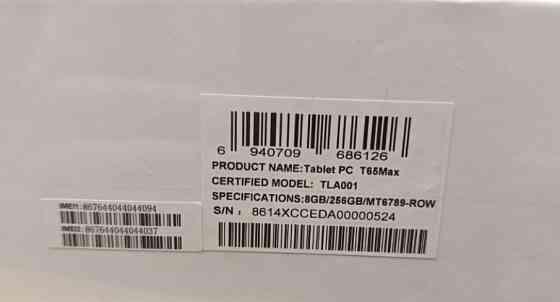 6 940709 686126
PRODUCT NAME:Tablet PC T65Max
CERTIFIED MODEL: TLA001
SPECIFICATIONS:8GB/256GB/MT6789-ROW
S/N: 8614XCCEDA00000524
IMEI1:867644044044094
IMEI2:867644044044037